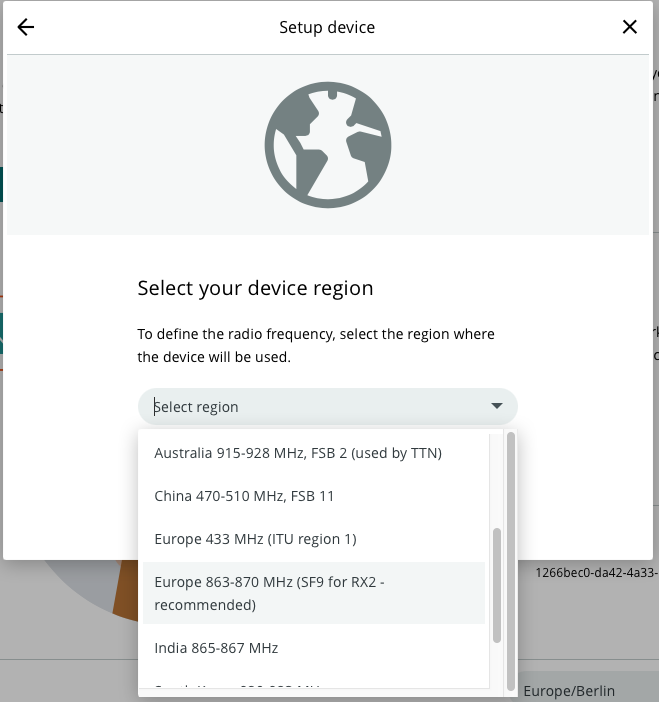 Setup device
Select your device region
To define the radio frequency, select the region where
the device will be used.
Select region
Australia 915-928 MHz, FSB 2 (used by TTN)
China 470-510 MHz, FSB 11
Europe 433 MHz (ITU region 1)
Europe 863-870 MHz (SF9 for RX2 -
recommended)
1266bec0-da42-4a33-
India 865-867 MHz
Europe/Berlin